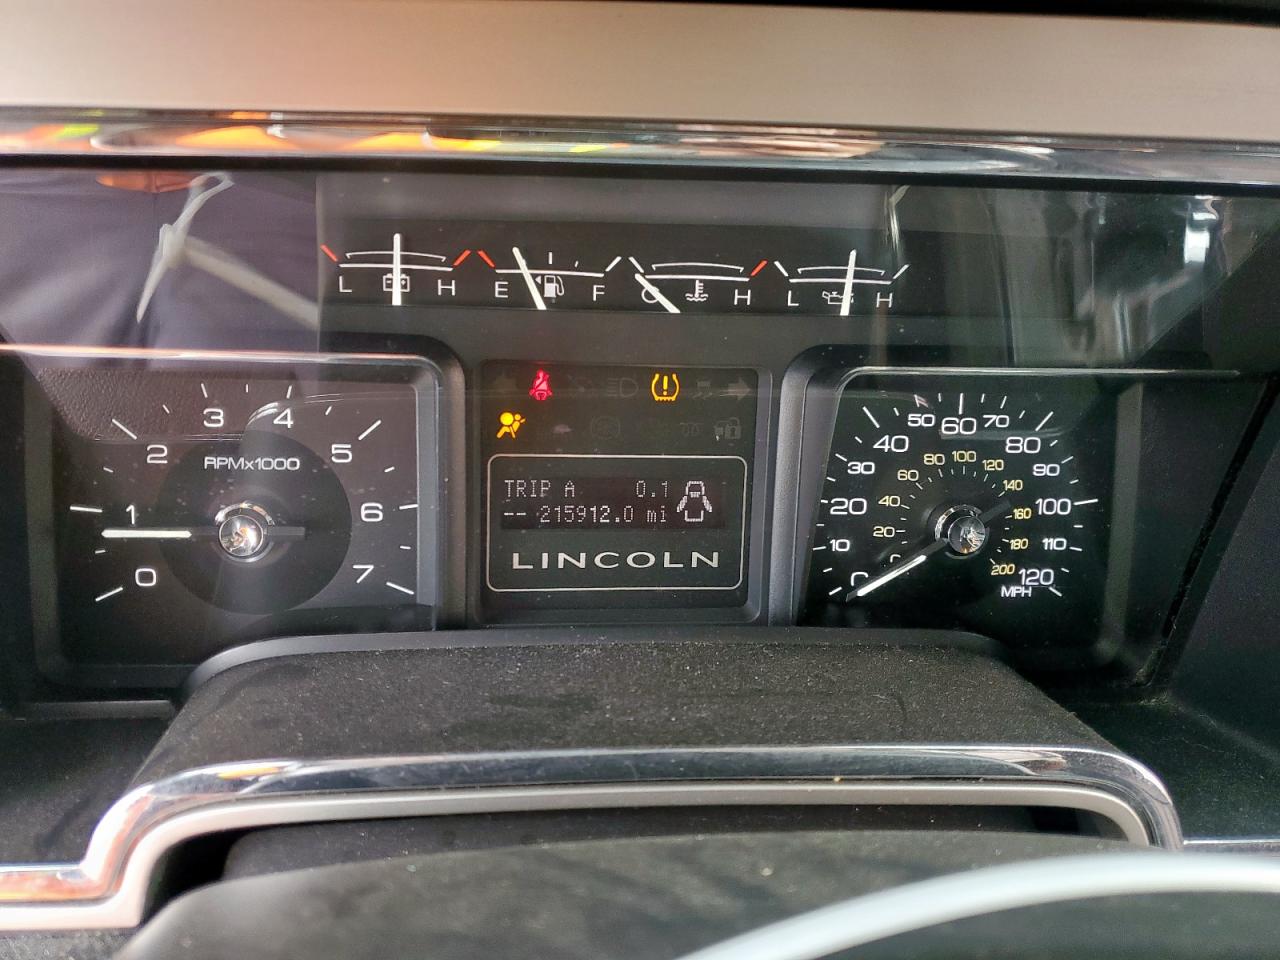 L H E F C H L H
0 1 2 3 4 5 6 7
RPMx1000
TRIP A 0.1
-- 215912.0 mi
LINCOLN
0 10 20 30 40 50 60 70 80 90 100 110 120
20 40 60 80 100 120 140 160 180 200
MPH